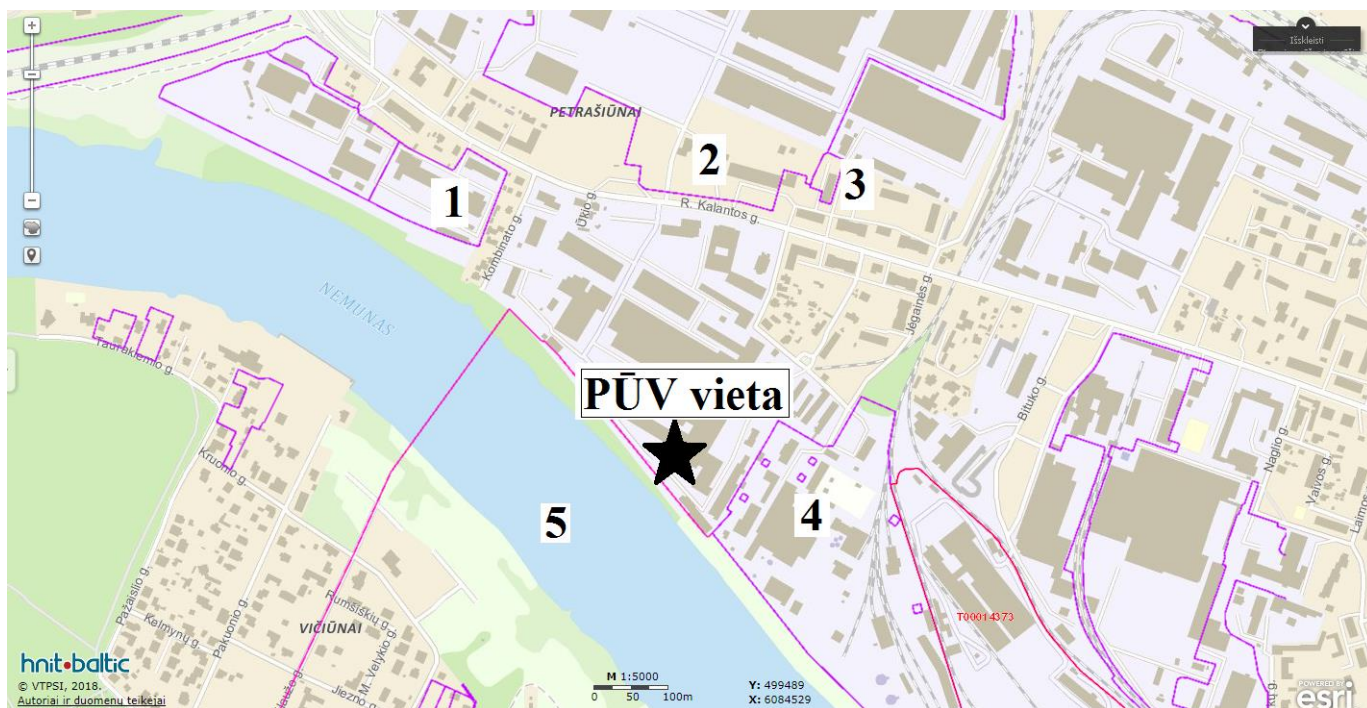 +
−
Išskleisti
PETRAŠIŪNAI
1
2
3
R. Kalantos g.
Kombinato g.
Ūkio g.
NEMUNAS
Jėgainės g.
Taurakiemio g.
PŪV vieta
Bituko g.
Naglio g.
Vaivos g.
Kruonio g.
4
5
Pažaislio g.
Pakuonio g.
Kalmynų g.
Rumšiškių g.
VIČIŪNAI
M. Velykio g.
Jiezno g.
T00014373
hnit•baltic
© VTPSI, 2018.
Autoriai ir duomenų teikėjai
M 1:5000
0 50 100m
Y: 499489
X: 6084529
POWERED BY
esri